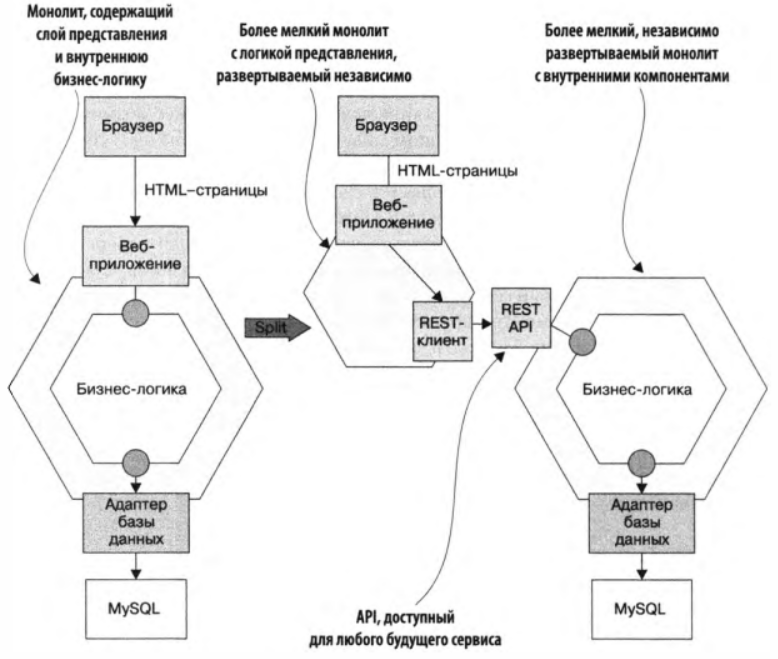 Монолит, содержащий
слой представления
и внутреннюю
бизнес-логику
Более мелкий монолит
с логикой представления,
развертываемый независимо
Более мелкий, независимо
развертываемый монолит
с внутренними компонентами
Браузер
HTML–страницы
Веб-
приложение
Бизнес-логика
Адаптер
базы
данных
MySQL
Split
Браузер
HTML-страницы
Веб-
приложение
REST-
клиент
REST
API
Бизнес-логика
Адаптер
базы
данных
MySQL
API, доступный
для любого будущего сервиса